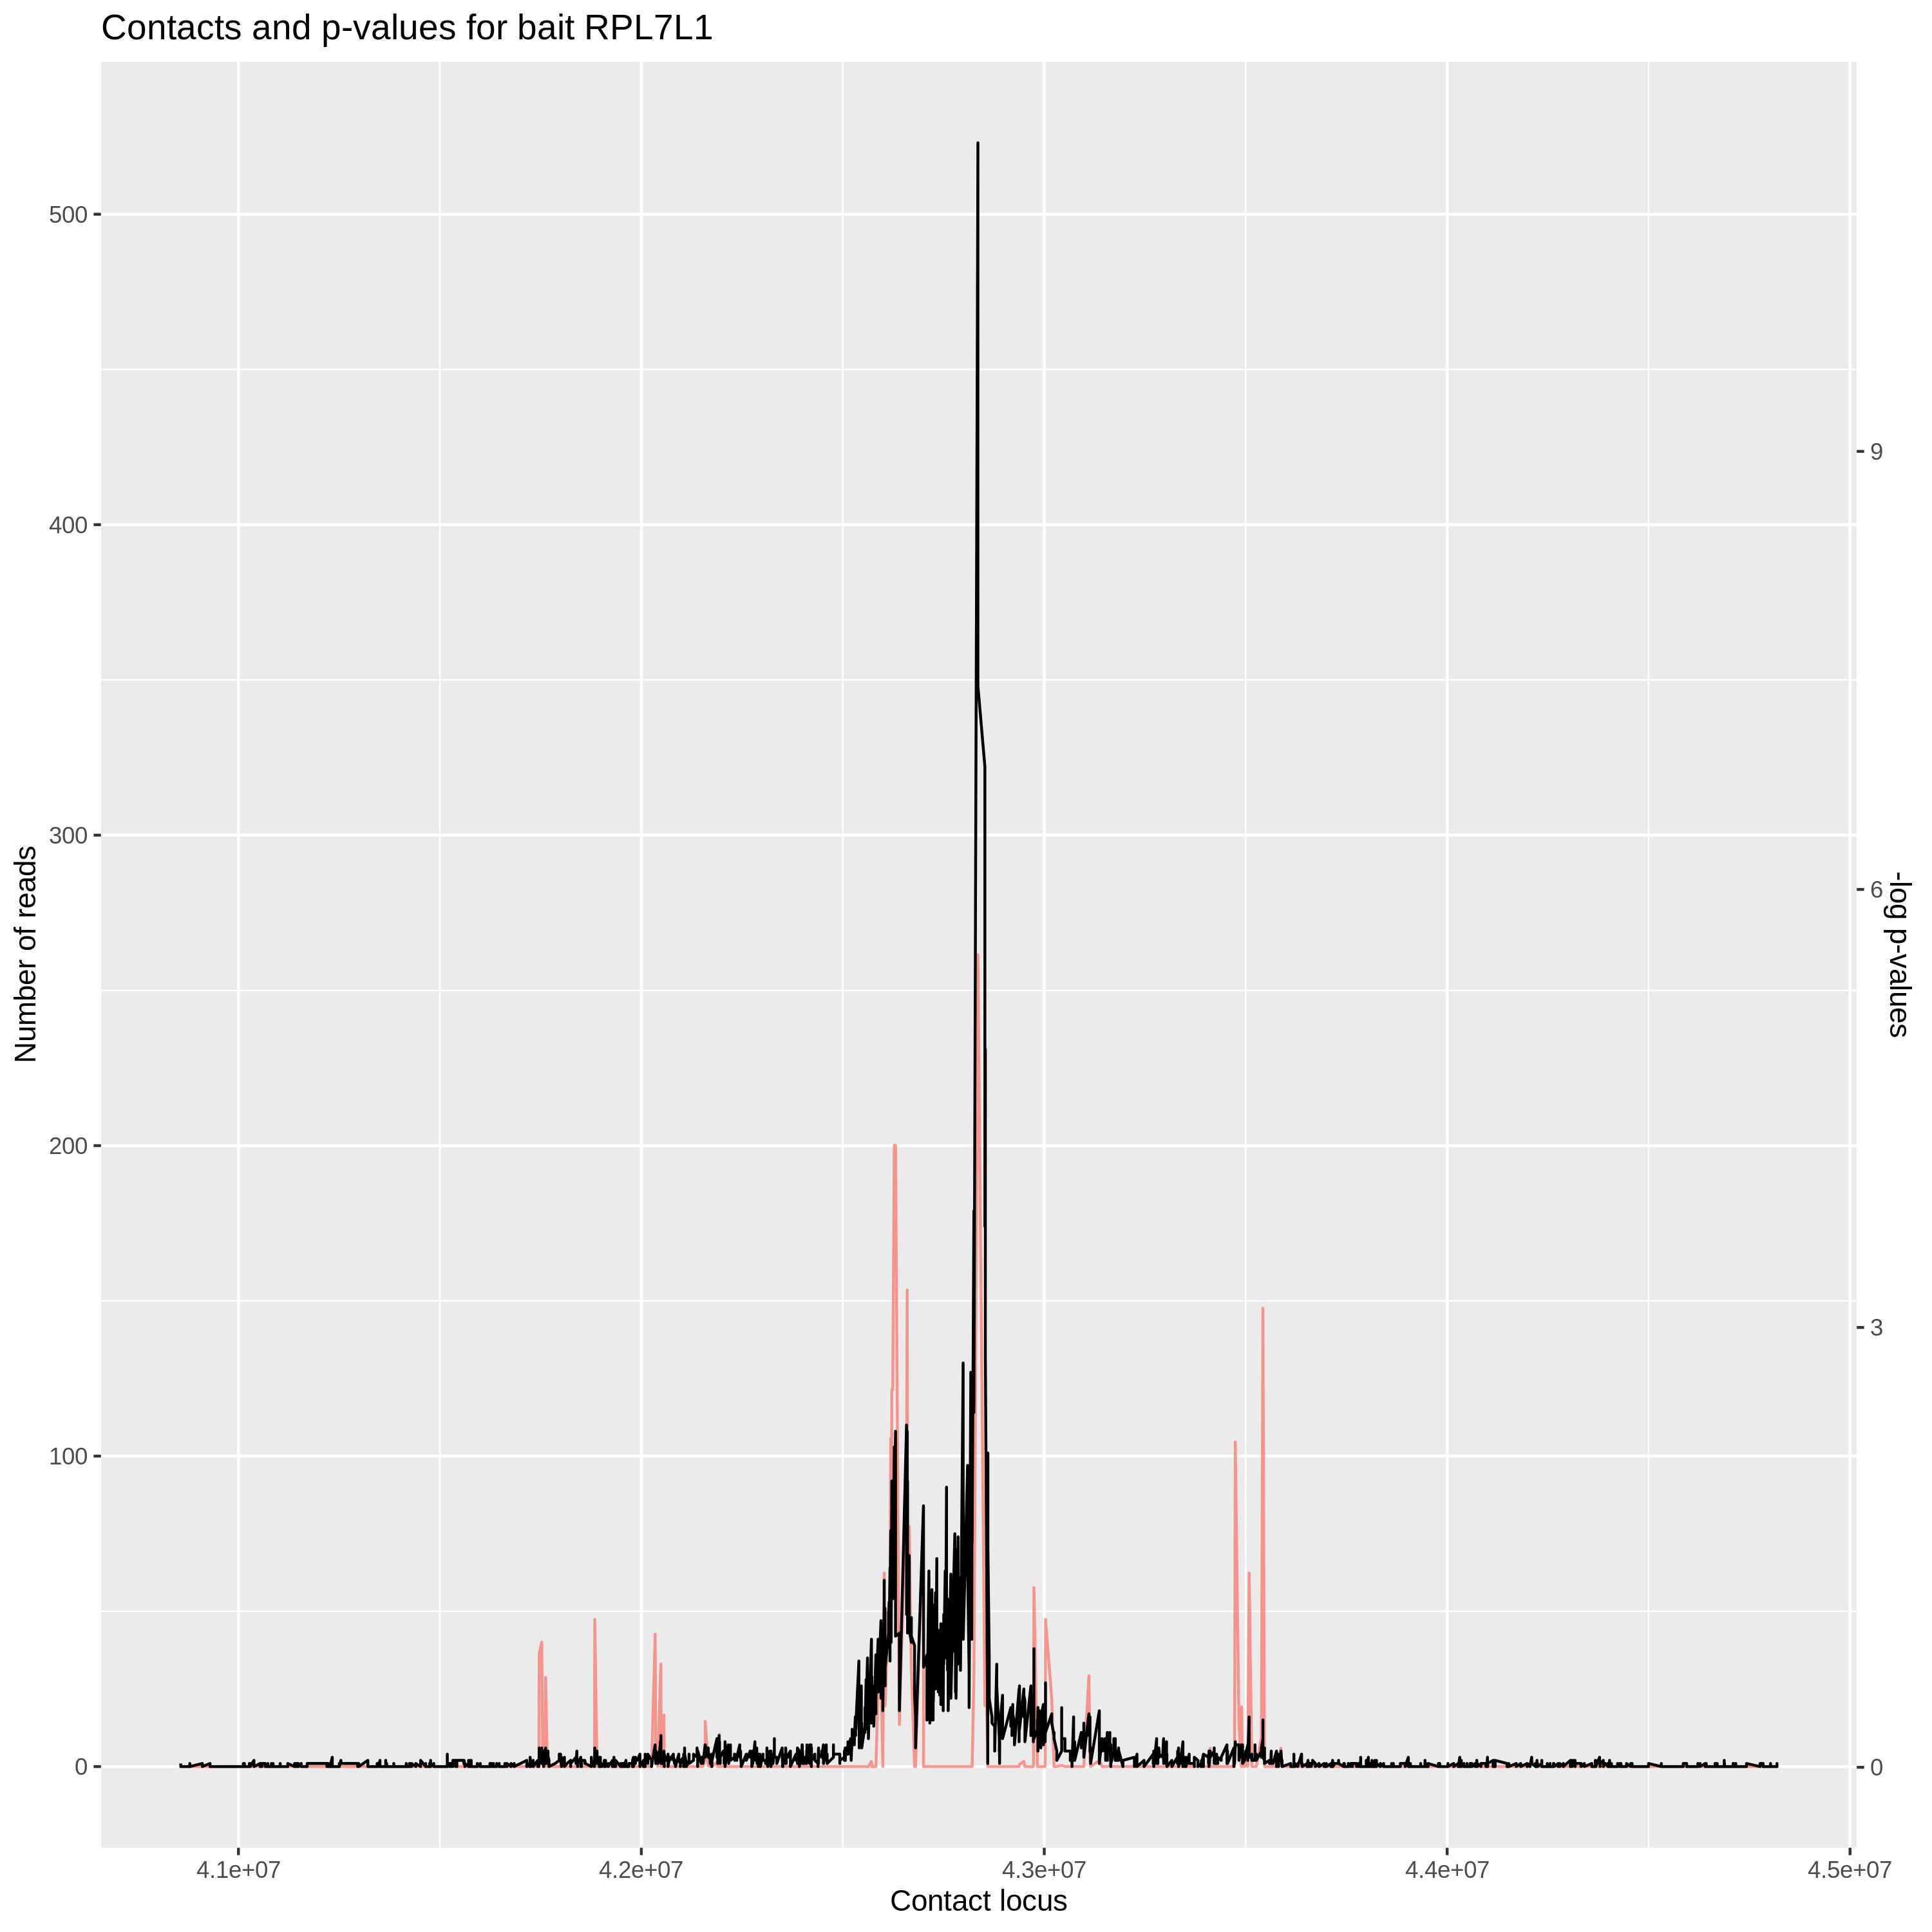 Contacts and p-values for bait RPL7L1
Number of reads
500
400
300
200
100
0
9
6
3
0
-log p-values
4.1e+07
4.2e+07
4.3e+07
4.4e+07
4.5e+07
Contact locus